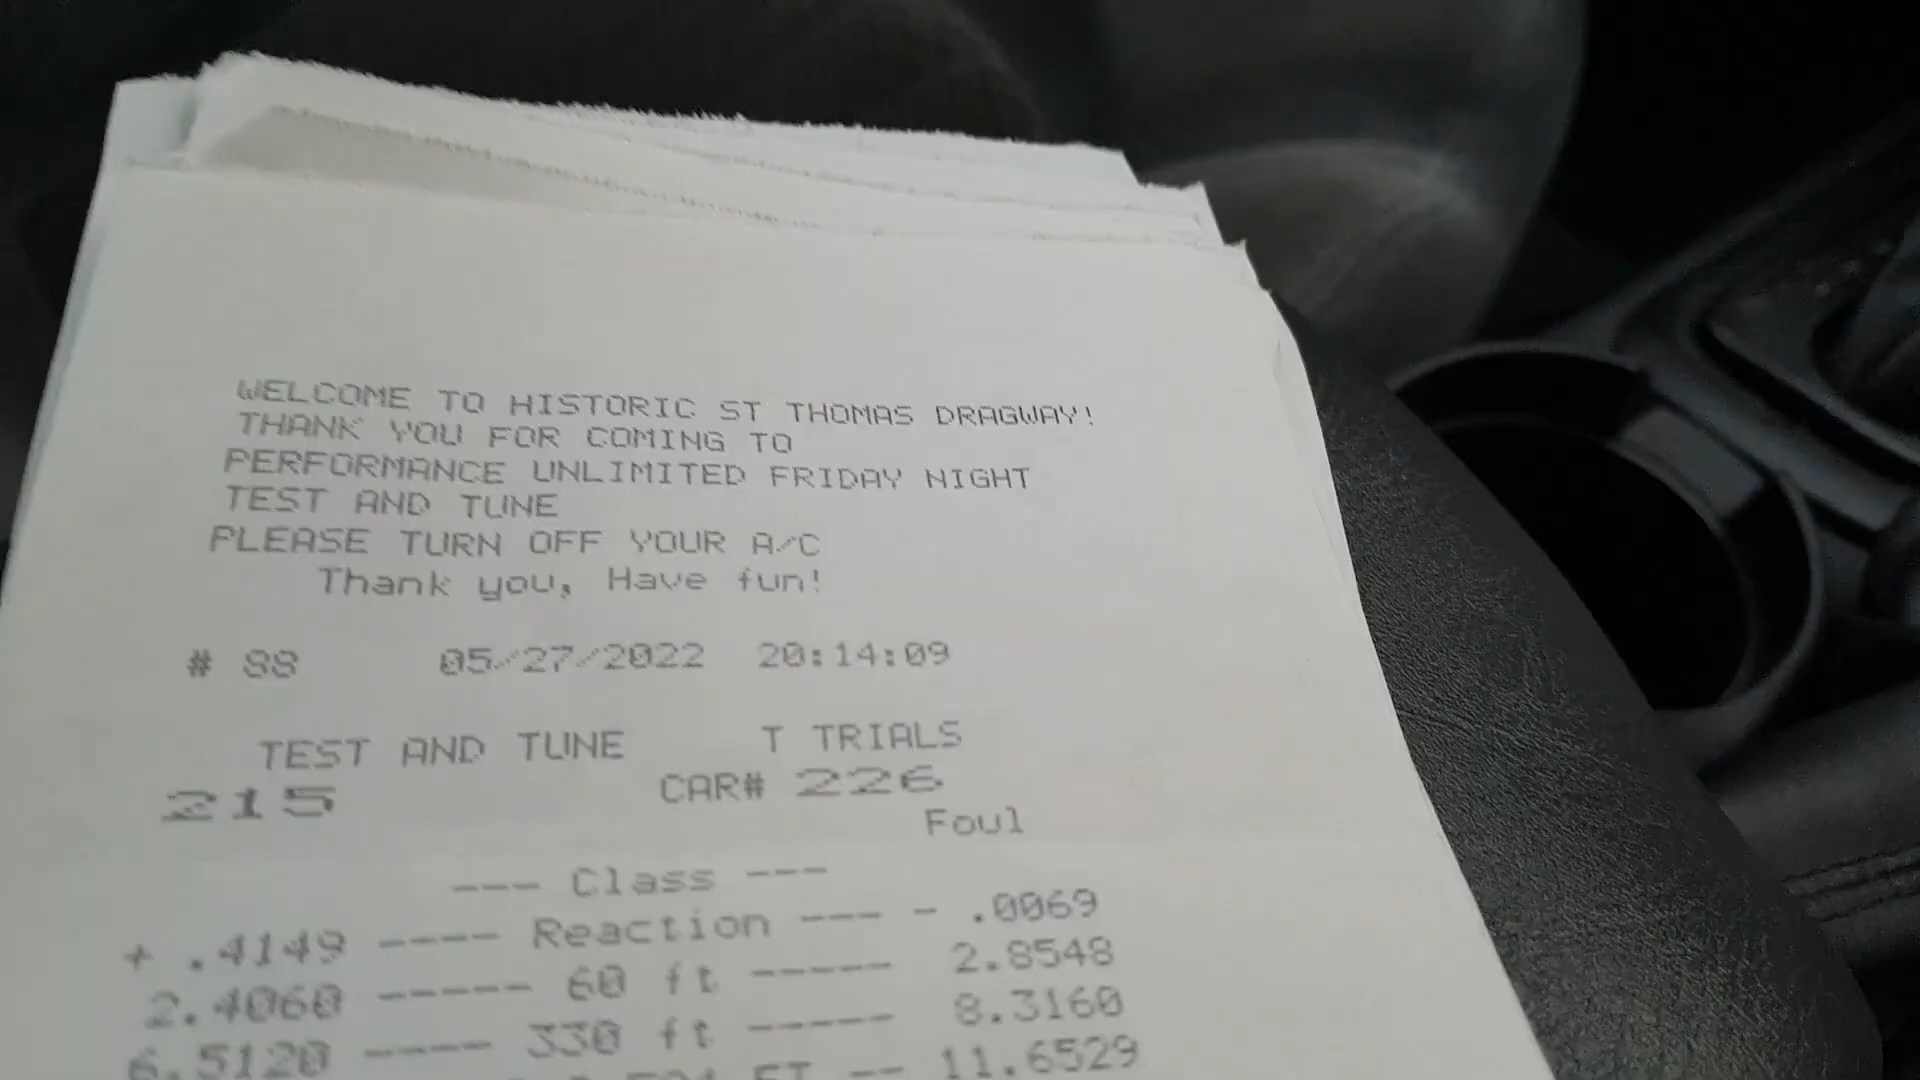 WELCOME TO HISTORIC ST THOMAS DRAGWAY!
THANK YOU FOR COMING TO
PERFORMANCE UNLIMITED FRIDAY NIGHT
TEST AND TUNE
PLEASE TURN OFF YOUR A/C
Thank you, Have fun!
# 88 05/27/2022 20:14:09
TEST AND TUNE T TRIALS
215 CAR# 226
Foul
--- Class ---
+ .4149 ---- Reaction --- - .0069
2.4060 ----- 60 ft ----- 2.8548
6.5120 ---- 330 ft ----- 8.3160
FT -- 11.6529